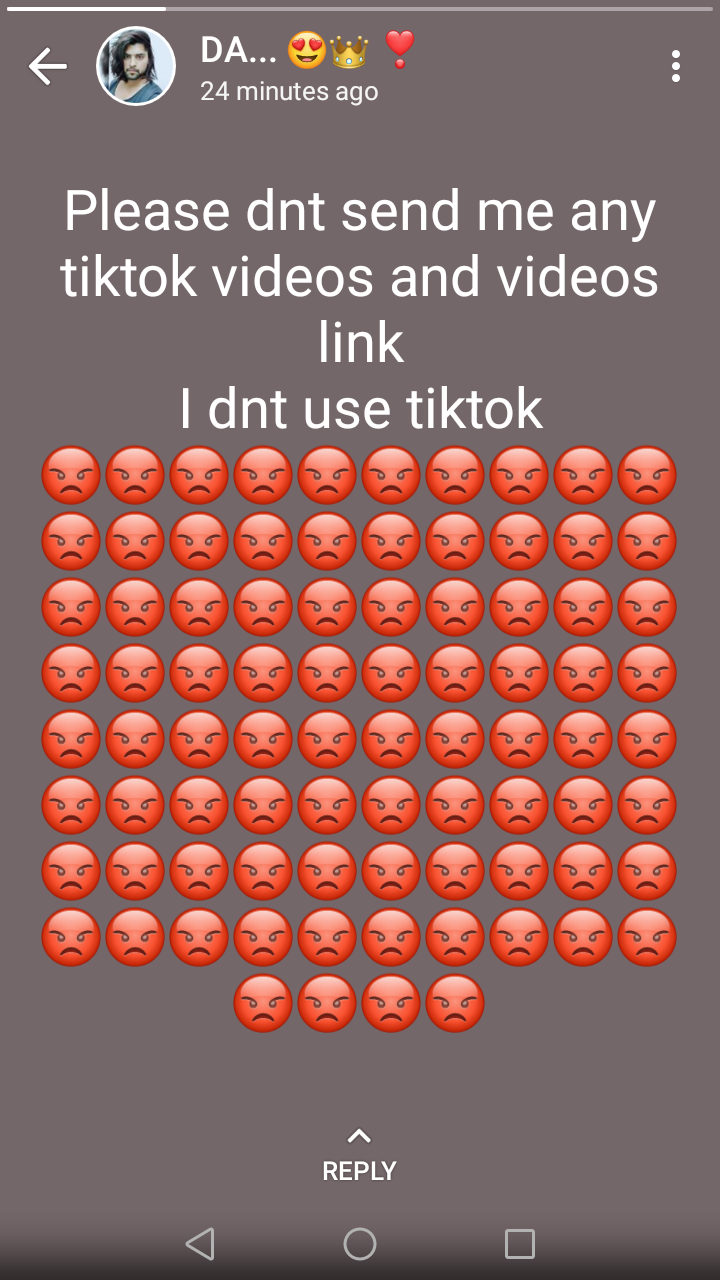 DA... 😍👑❣️
24 minutes ago
Please dnt send me any
tiktok videos and videos
link
I dnt use tiktok
😡😡😡😡😡😡😡😡😡😡
😡😡😡😡😡😡😡😡😡😡
😡😡😡😡😡😡😡😡😡😡
😡😡😡😡😡😡😡😡😡😡
😡😡😡😡😡😡😡😡😡😡
😡😡😡😡😡😡😡😡😡😡
😡😡😡😡😡😡😡😡😡😡
😡😡😡😡😡😡😡😡😡😡
😡😡😡😡
REPLY